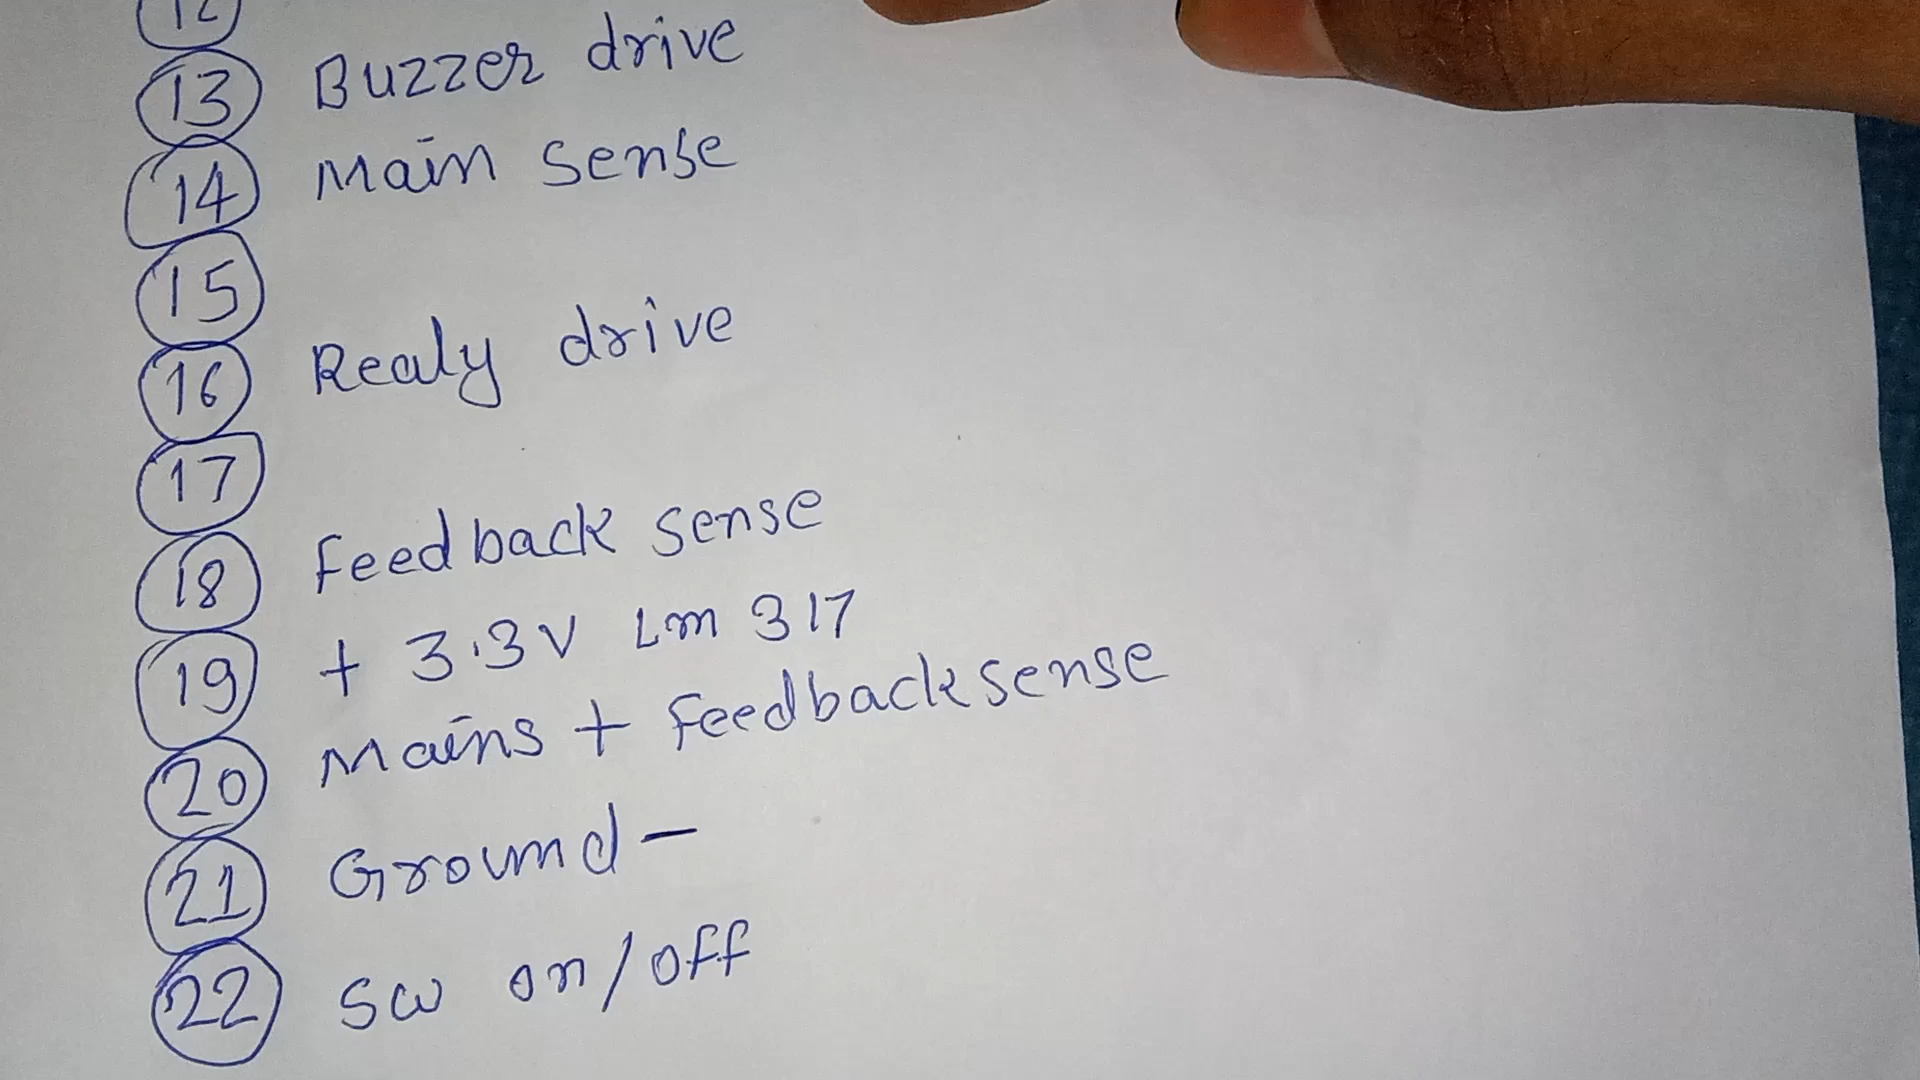 12
13 Buzzer drive
14 Main sense
15
16 Realy drive
17
18 Feedback sense
19 + 3.3V Lm 317
20 Mains + Feedback sense
21 Ground -
22 SW on/off